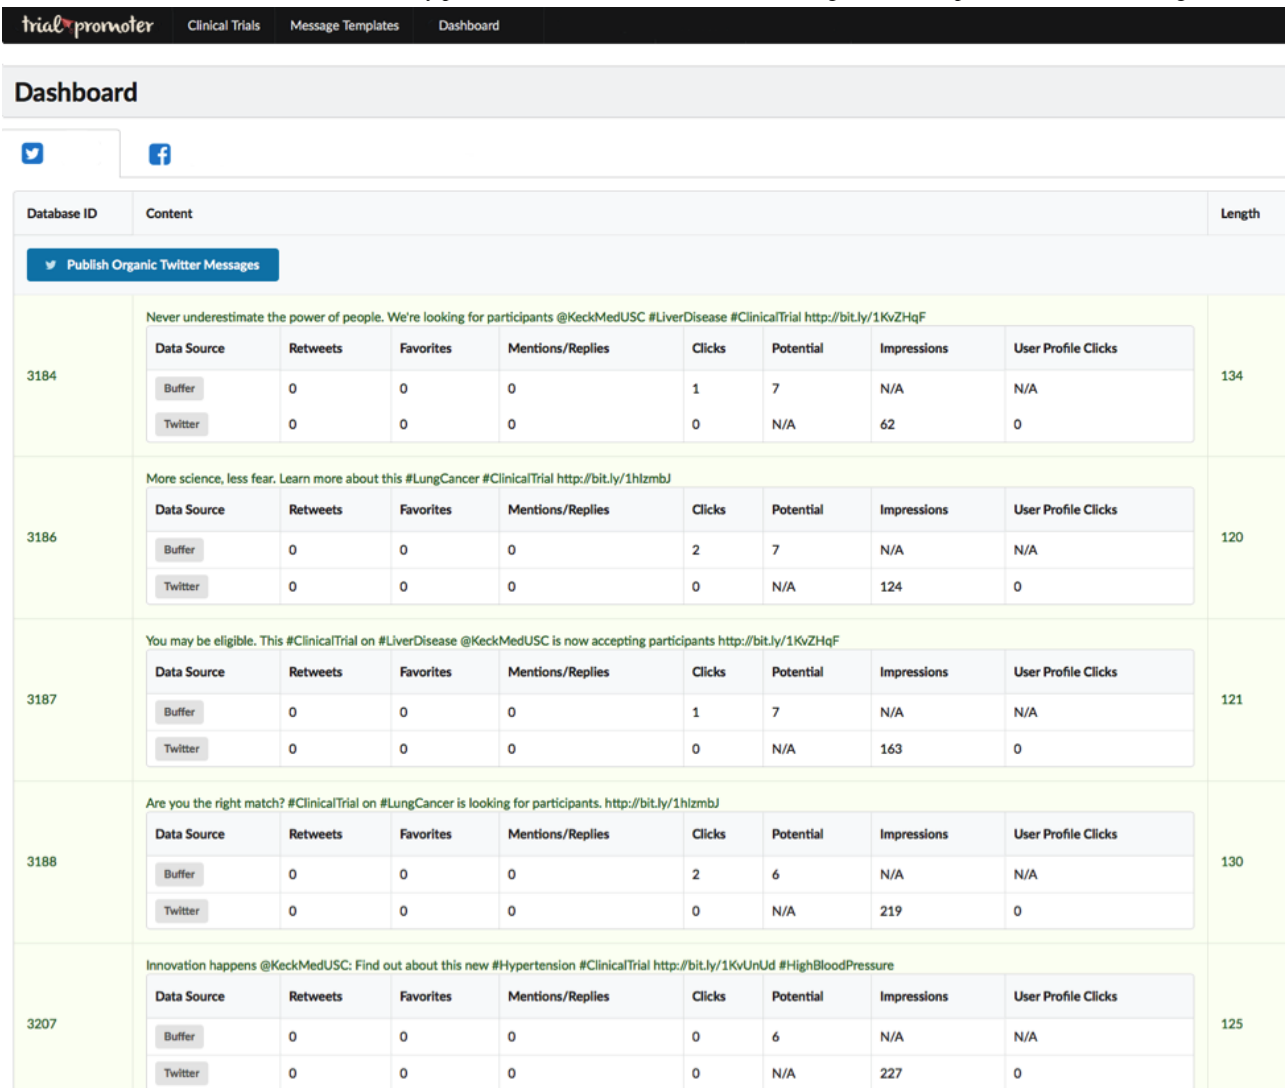 trial promoter Clinical Trials Message Templates Dashboard
Dashboard
Database ID Content Length
Publish Organic Twitter Messages
Never underestimate the power of people. We're looking for participants @KeckMedUSC #LiverDisease #ClinicalTrial http://bit.ly/1KvZHqF
Data Source Retweets Favorites Mentions/Replies Clicks Potential Impressions User Profile Clicks
3184 134
Buffer 0 0 0 1 7 N/A N/A
Twitter 0 0 0 0 N/A 62 0
More science, less fear. Learn more about this #LungCancer #ClinicalTrial http://bit.ly/1hlzmbJ
Data Source Retweets Favorites Mentions/Replies Clicks Potential Impressions User Profile Clicks
3186 120
Buffer 0 0 0 2 7 N/A N/A
Twitter 0 0 0 0 N/A 124 0
You may be eligible. This #ClinicalTrial on #LiverDisease @KeckMedUSC is now accepting participants http://bit.ly/1KvZHqF
Data Source Retweets Favorites Mentions/Replies Clicks Potential Impressions User Profile Clicks
3187 121
Buffer 0 0 0 1 7 N/A N/A
Twitter 0 0 0 0 N/A 163 0
Are you the right match? #ClinicalTrial on #LungCancer is looking for participants. http://bit.ly/1hlzmbJ
Data Source Retweets Favorites Mentions/Replies Clicks Potential Impressions User Profile Clicks
3188 130
Buffer 0 0 0 2 6 N/A N/A
Twitter 0 0 0 0 N/A 219 0
Innovation happens @KeckMedUSC: Find out about this new #Hypertension #ClinicalTrial http://bit.ly/1KvUnUd #HighBloodPressure
Data Source Retweets Favorites Mentions/Replies Clicks Potential Impressions User Profile Clicks
3207 125
Buffer 0 0 0 0 6 N/A N/A
Twitter 0 0 0 0 N/A 227 0